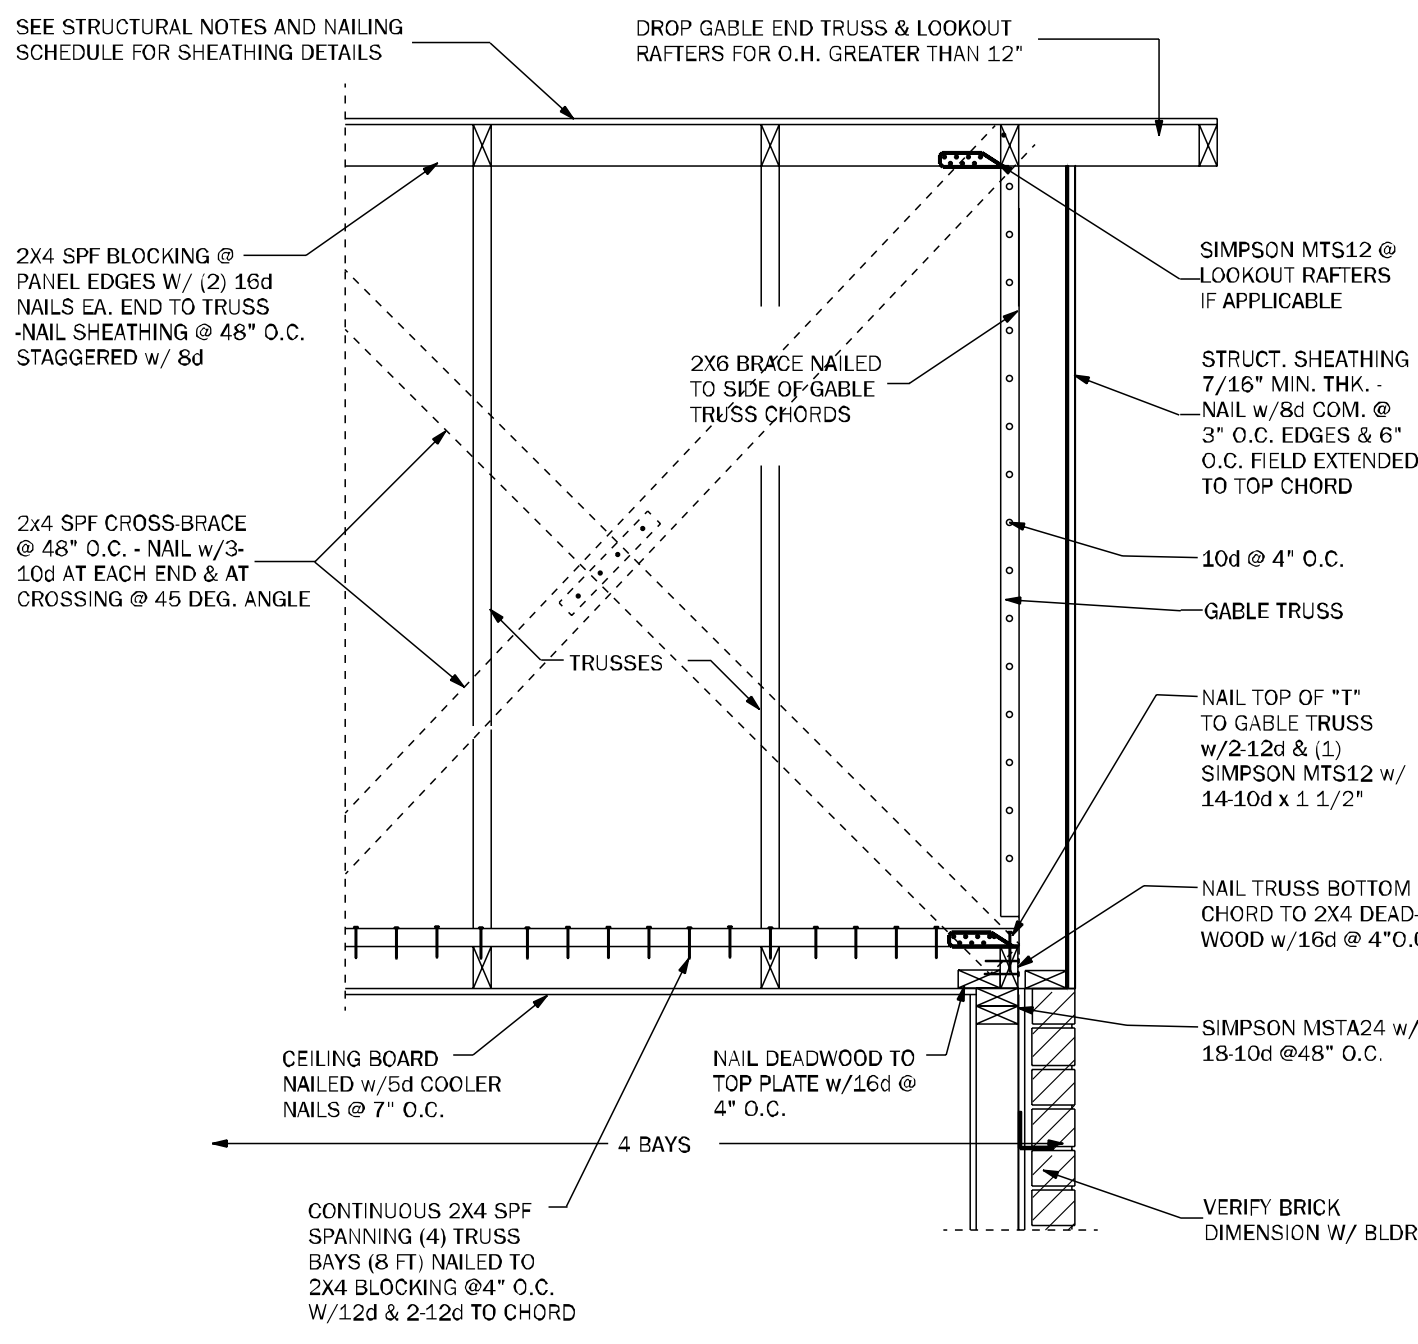 SEE STRUCTURAL NOTES AND NAILING
SCHEDULE FOR SHEATHING DETAILS
DROP GABLE END TRUSS & LOOKOUT
RAFTERS FOR O.H. GREATER THAN 12"
2X4 SPF BLOCKING @
PANEL EDGES W/ (2) 16d
NAILS EA. END TO TRUSS
-NAIL SHEATHING @ 48" O.C.
STAGGERED w/ 8d
SIMPSON MTS12 @
LOOKOUT RAFTERS
IF APPLICABLE
2X6 BRACE NAILED
TO SIDE OF GABLE
TRUSS CHORDS
STRUCT. SHEATHING
7/16" MIN. THK. -
NAIL w/8d COM. @
3" O.C. EDGES & 6"
O.C. FIELD EXTENDED
TO TOP CHORD
2x4 SPF CROSS-BRACE
@ 48" O.C. - NAIL w/3-
10d AT EACH END & AT
CROSSING @ 45 DEG. ANGLE
10d @ 4" O.C.
GABLE TRUSS
TRUSSES
NAIL TOP OF "T"
TO GABLE TRUSS
w/2-12d & (1)
SIMPSON MTS12 w/
14-10d x 1 1/2"
NAIL TRUSS BOTTOM
CHORD TO 2X4 DEAD-
WOOD w/16d @ 4"O.
SIMPSON MSTA24 w/
18-10d @48" O.C.
CEILING BOARD
NAILED w/5d COOLER
NAILS @ 7" O.C.
NAIL DEADWOOD TO
TOP PLATE w/16d @
4" O.C.
4 BAYS
CONTINUOUS 2X4 SPF
SPANNING (4) TRUSS
BAYS (8 FT) NAILED TO
2X4 BLOCKING @4" O.C.
W/12d & 2-12d TO CHORD
VERIFY BRICK
DIMENSION W/ BLDR